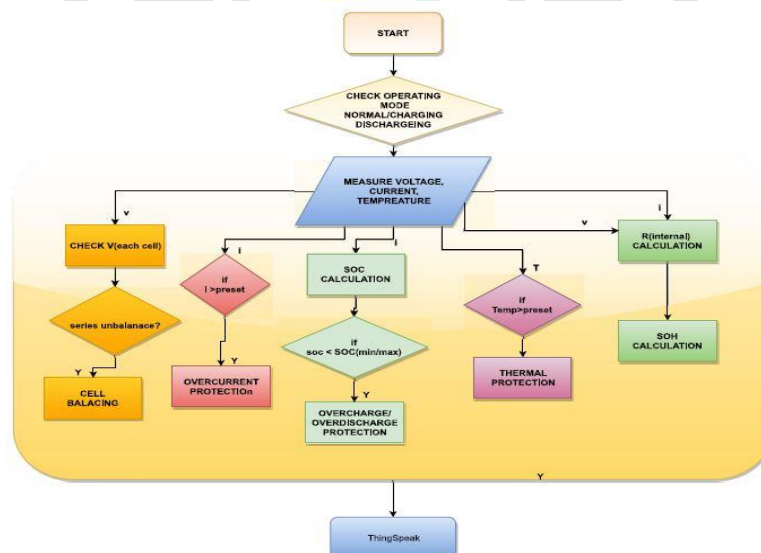 START
CHECK OPERATING
MODE
NORMAL/CHARGING
DISCHARGEING
MEASURE VOLTAGE,
CURRENT,
TEMPREATURE
v
i
CHECK V(each cell)
i
i
v
T
R(internal)
CALCULATION
if
I >preset
SOC
CALCULATION
if
Temp>preset
series unbalanace?
if
soc < SOC(min/max)
SOH
CALCULATION
Y
Y
Y
CELL
BALACING
OVERCURRENT
PROTECTIOn
THERMAL
PROTECTION
OVERCHARGE/
OVERDISCHARGE
PROTECTION
Y
ThingSpeak